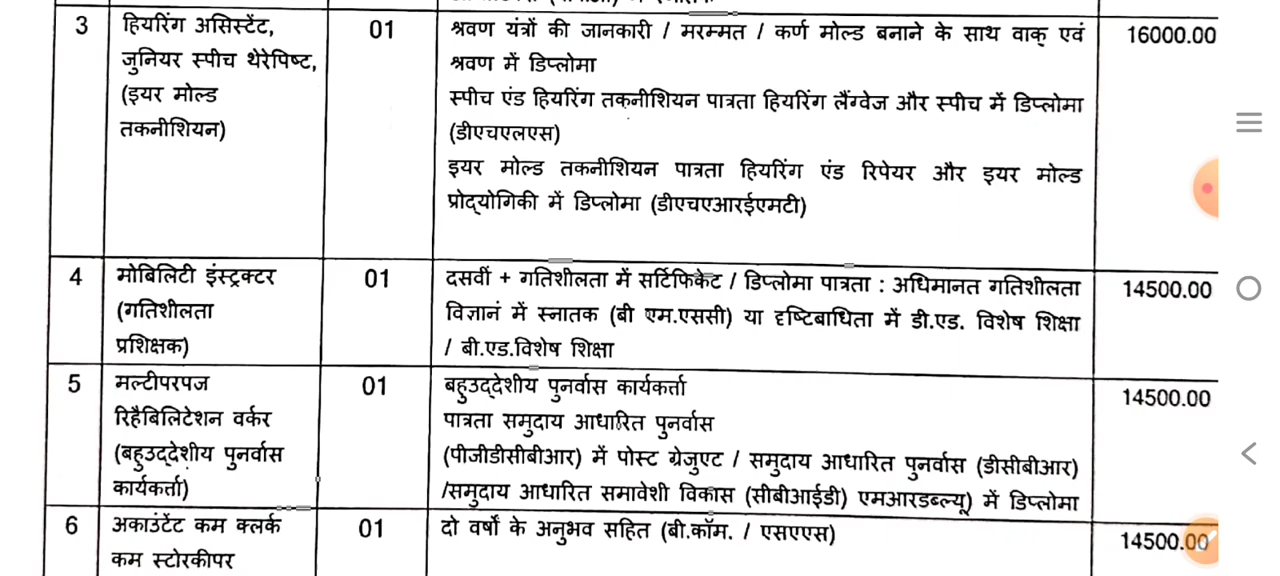 3 हियरिंग असिस्टेंट, 01 श्रवण यंत्रों की जानकारी / मरम्मत / कर्ण मोल्ड बनाने के साथ वाक् एवं 16000.00
जुनियर स्पीच थेरेपिष्ट, श्रवण में डिप्लोमा
(इयर मोल्ड स्पीच एंड हियरिंग तकनीशियन पात्रता हियरिंग लैंग्वेज और स्पीच में डिप्लोमा
तकनीशियन) (डीएचएलएस)
इयर मोल्ड तकनीशियन पात्रता हियरिंग एंड रिपेयर और इयर मोल्ड
प्रोद्योगिकी में डिप्लोमा (डीएचएआरईएमटी)
4 मोबिलिटी इंस्ट्रक्टर 01 दसवीं + गतिशीलता में सर्टिफिकेट / डिप्लोमा पात्रता : अधिमानत गतिशीलता 14500.00
(गतिशीलता विज्ञानं में स्नातक (बी एम.एससी) या दृष्टिबाधिता में डी.एड. विशेष शिक्षा
प्रशिक्षक) / बी.एड.विशेष शिक्षा
5 मल्टीपरपज 01 बहुउद्देशीय पुनर्वास कार्यकर्त्ता 14500.00
रिहैबिलिटेशन वर्कर पात्रता समुदाय आधारित पुनर्वास
(बहुउद्देशीय पुनर्वास (पीजीडीसीबीआर) में पोस्ट ग्रेजुएट / समुदाय आधारित पुनर्वास (डीसीबीआर)
कार्यकर्त्ता) /समुदाय आधारित समावेशी विकास (सीबीआईडी) एमआरडब्ल्यू) में डिप्लोमा
6 अकाउंटेंट कम क्लर्क 01 दो वर्षो के अनुभव सहित (बी.कॉम. / एसएएस) 14500.00
कम स्टोरकीपर